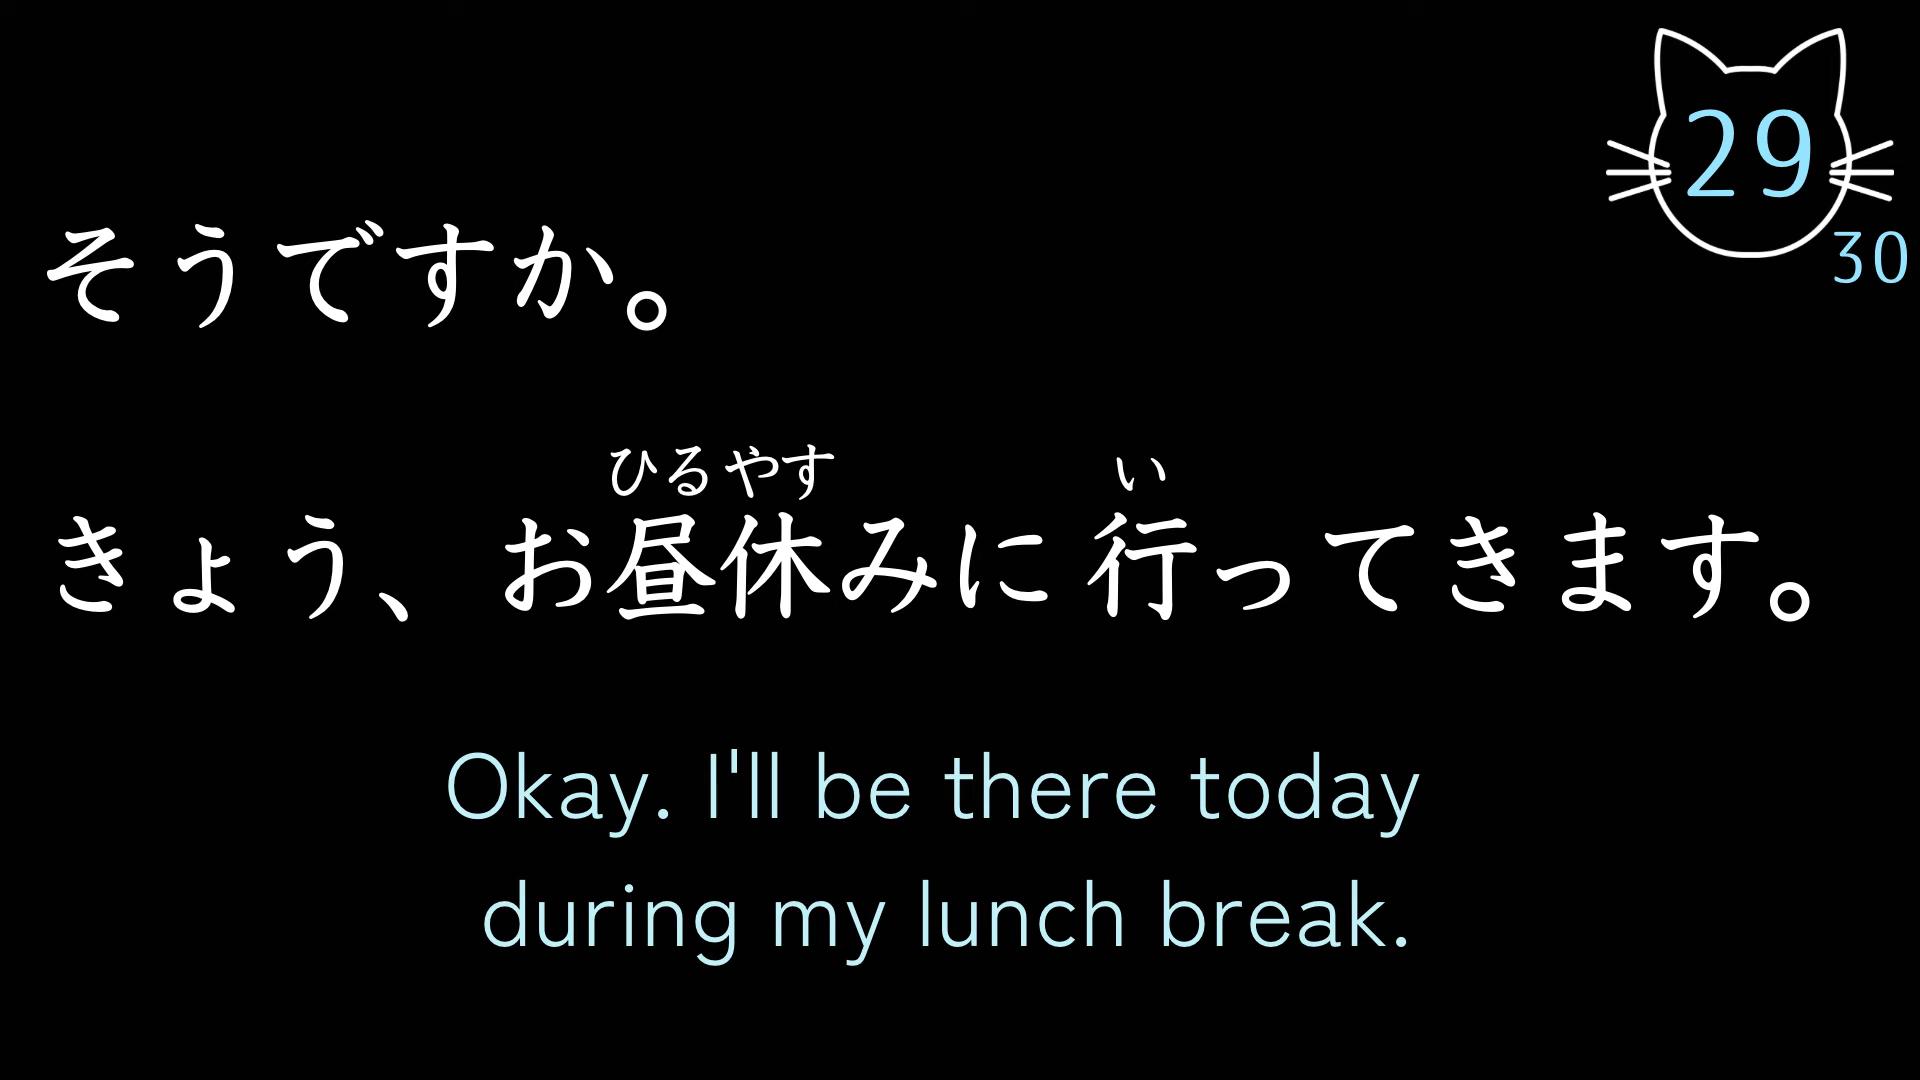 29
30
そうですか。
ひるやす い
きょう、お昼休みに 行ってきます。
Okay. I'll be there today
during my lunch break.